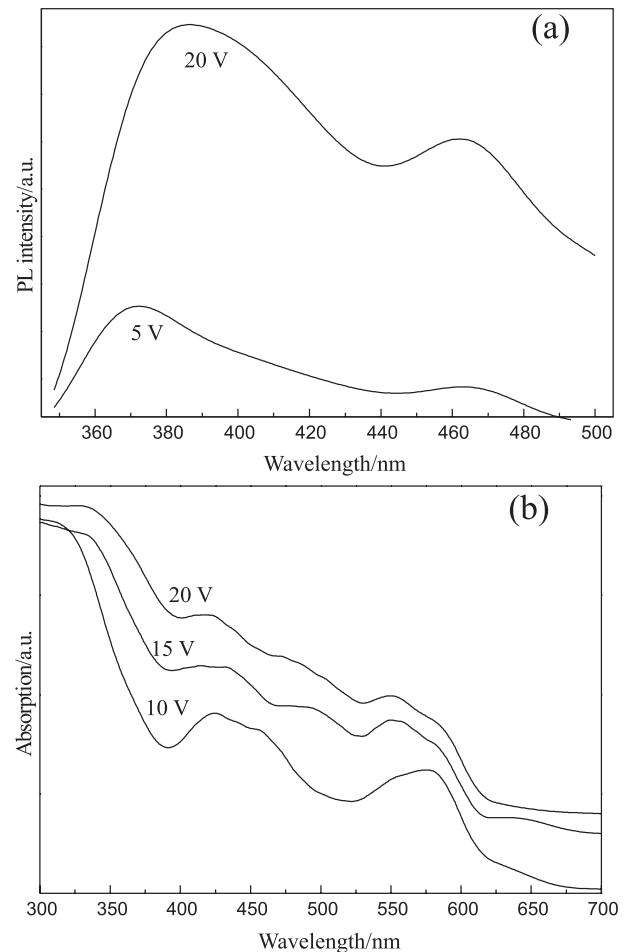 (a)
20 V
5 V
PL intensity/a.u.
360 380 400 420 440 460 480 500
Wavelength/nm
(b)
20 V
15 V
10 V
Absorption/a.u.
300 350 400 450 500 550 600 650 700
Wavelength/nm